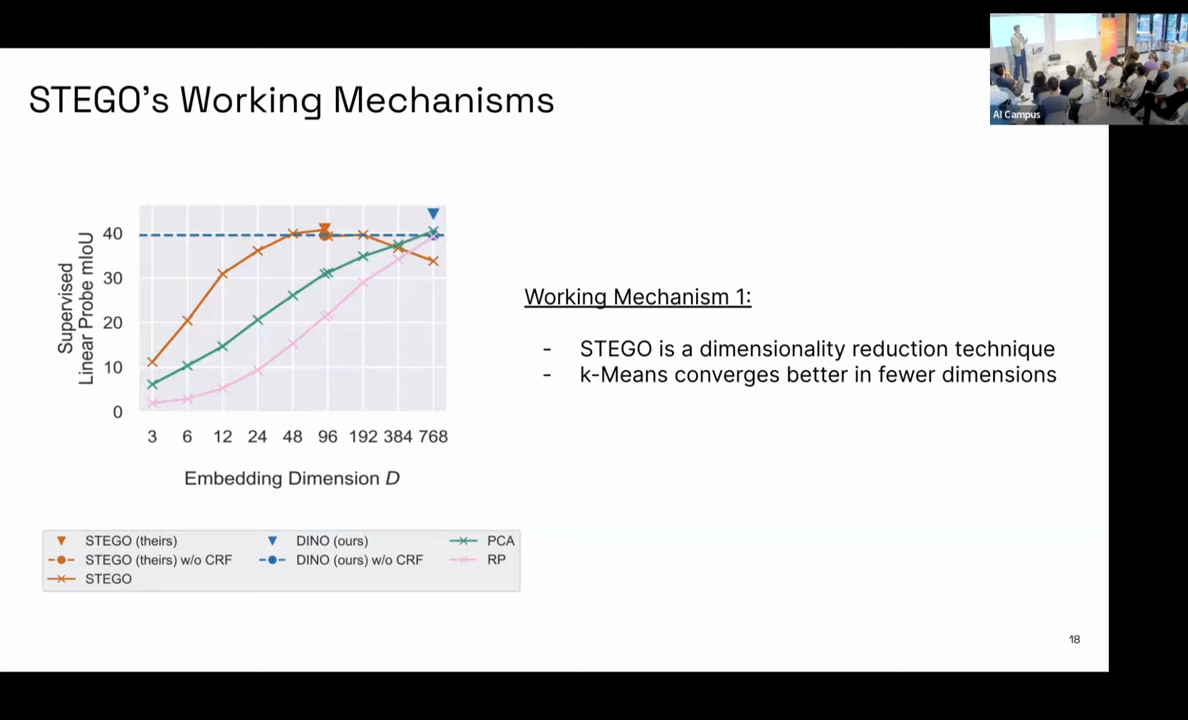 AI Campus
STEGO's Working Mechanisms
Supervised
Linear Probe mIoU
40
30
20
10
0
3 6 12 24 48 96 192 384 768
Embedding Dimension D
STEGO (theirs)
STEGO (theirs) w/o CRF
STEGO
DINO (ours)
DINO (ours) w/o CRF
PCA
RP
Working Mechanism 1:
- STEGO is a dimensionality reduction technique
- k-Means converges better in fewer dimensions
18